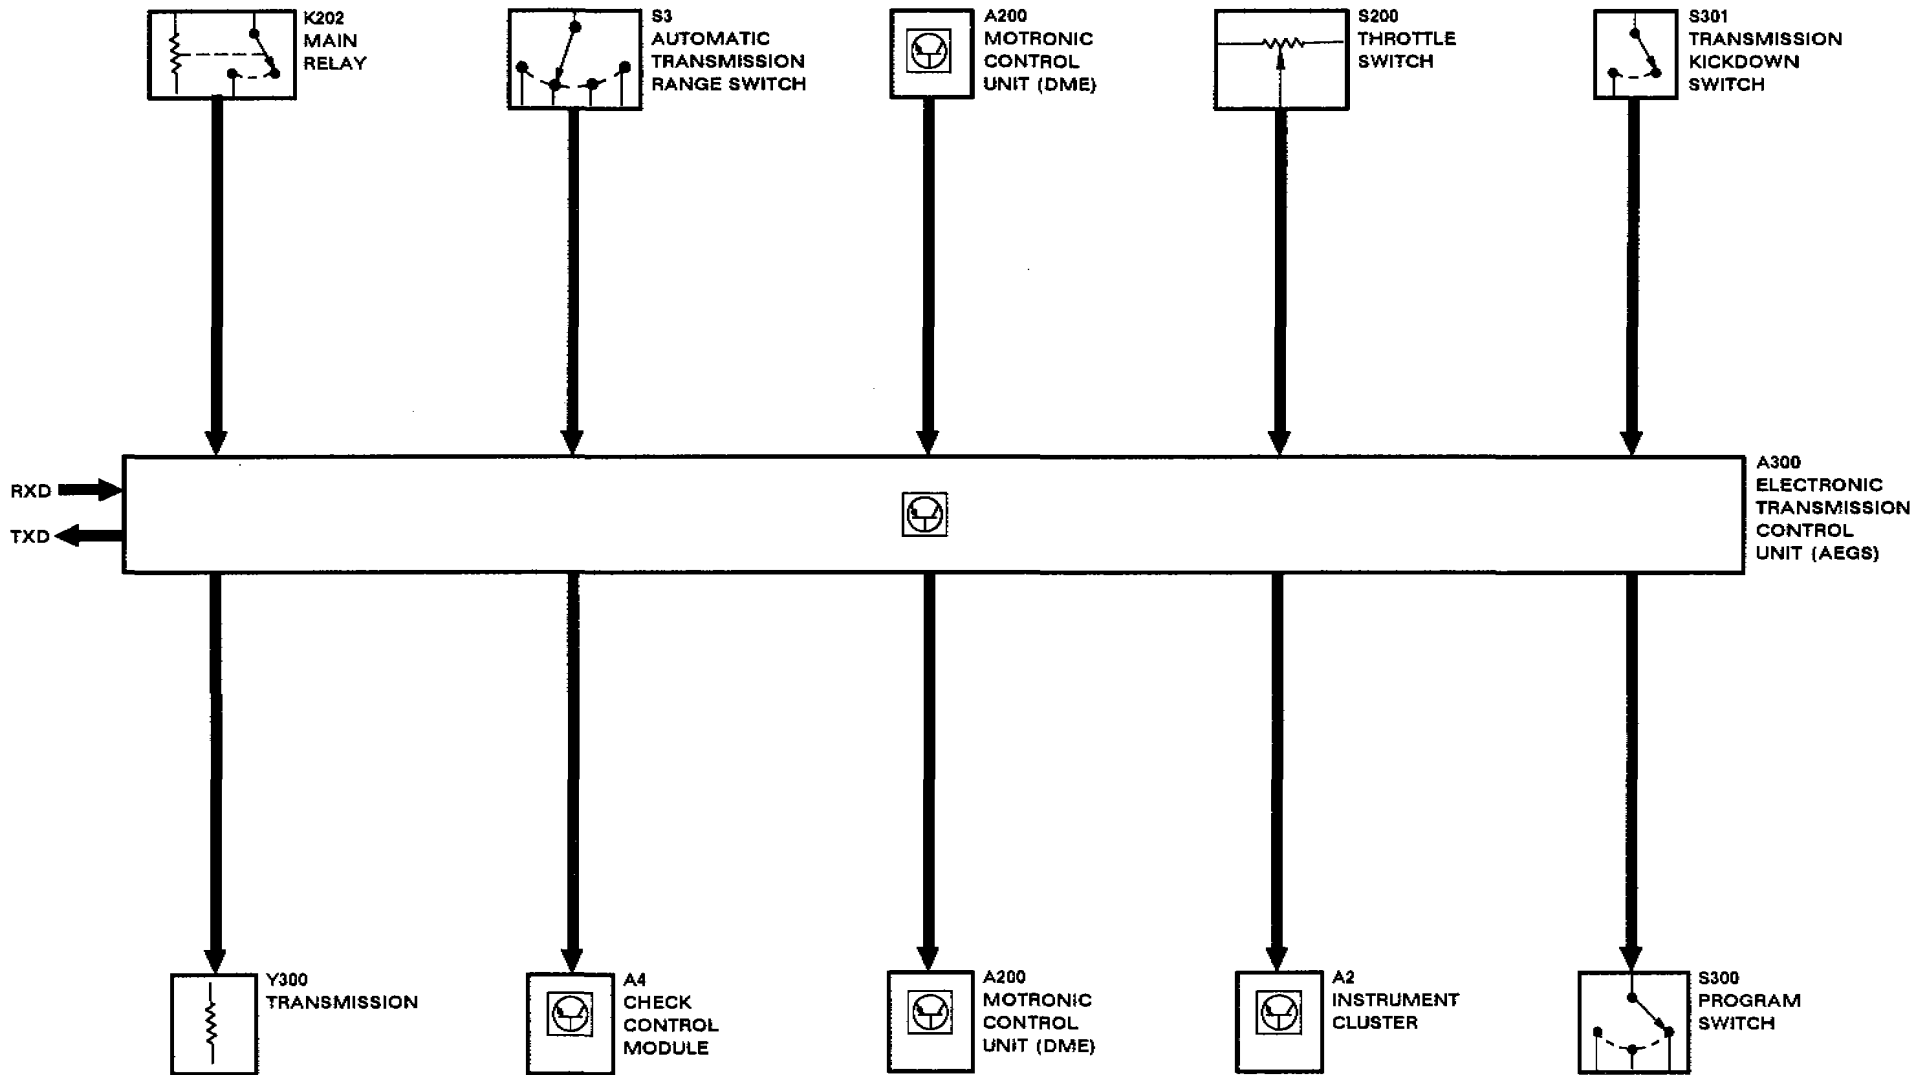 K202
MAIN
RELAY
S3
AUTOMATIC
TRANSMISSION
RANGE SWITCH
A200
MOTRONIC
CONTROL
UNIT (DME)
S200
THROTTLE
SWITCH
S301
TRANSMISSION
KICKDOWN
SWITCH
RXD
TXD
A300
ELECTRONIC
TRANSMISSION
CONTROL
UNIT (AEGS)
Y300
TRANSMISSION
A4
CHECK
CONTROL
MODULE
A200
MOTRONIC
CONTROL
UNIT (DME)
A2
INSTRUMENT
CLUSTER
S300
PROGRAM
SWITCH